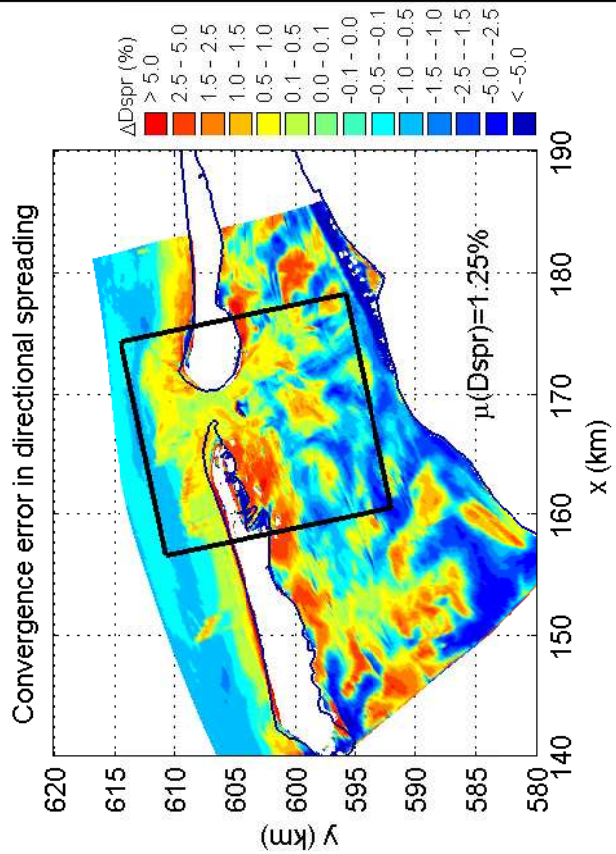 Convergence error in directional spreading
ΔDspr (%)
> 5.0
2.5 - 5.0
1.5 - 2.5
1.0 - 1.5
0.5 - 1.0
0.1 - 0.5
0.0 - 0.1
-0.1 - 0.0
-0.5 - -0.1
-1.0 - -0.5
-1.5 - -1.0
-2.5 - -1.5
-5.0 - -2.5
< -5.0
620
615
610
605
600
595
590
585
580
y (km)
140
150
160
170
180
190
x (km)
μ(Dspr)=1.25%